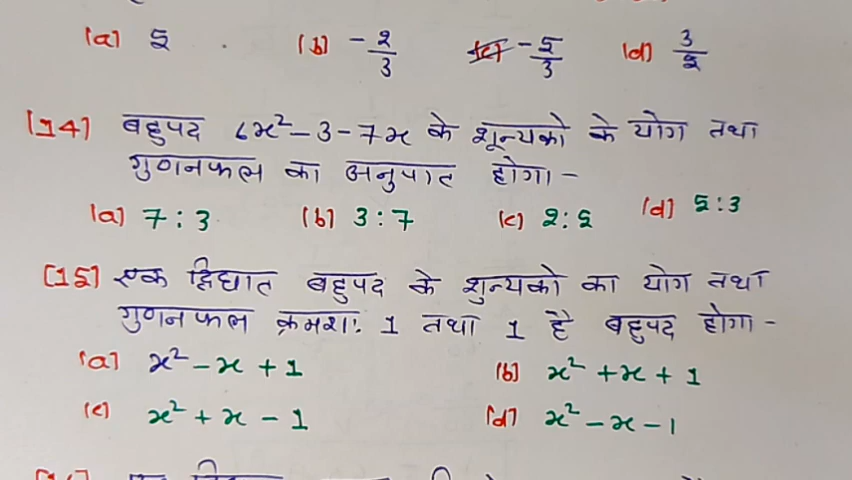 (a) 5 (b) -2/3 (c) -5/3 (d) 3/5
[14] बहुपद 6x² - 3 - 7x के शून्यको के योग तथा
गुणनफल का अनुपात होगा -
(a) 7 : 3 (b) 3 : 7 (c) 2 : 5 (d) 5 : 3
[15] एक द्विघात बहुपद के शुन्यको का योग तथा
गुणनफल क्रमशः 1 तथा 1 है बहुपद होगा -
(a) x² - x + 1 (b) x² + x + 1
(c) x² + x - 1 (d) x² - x - 1